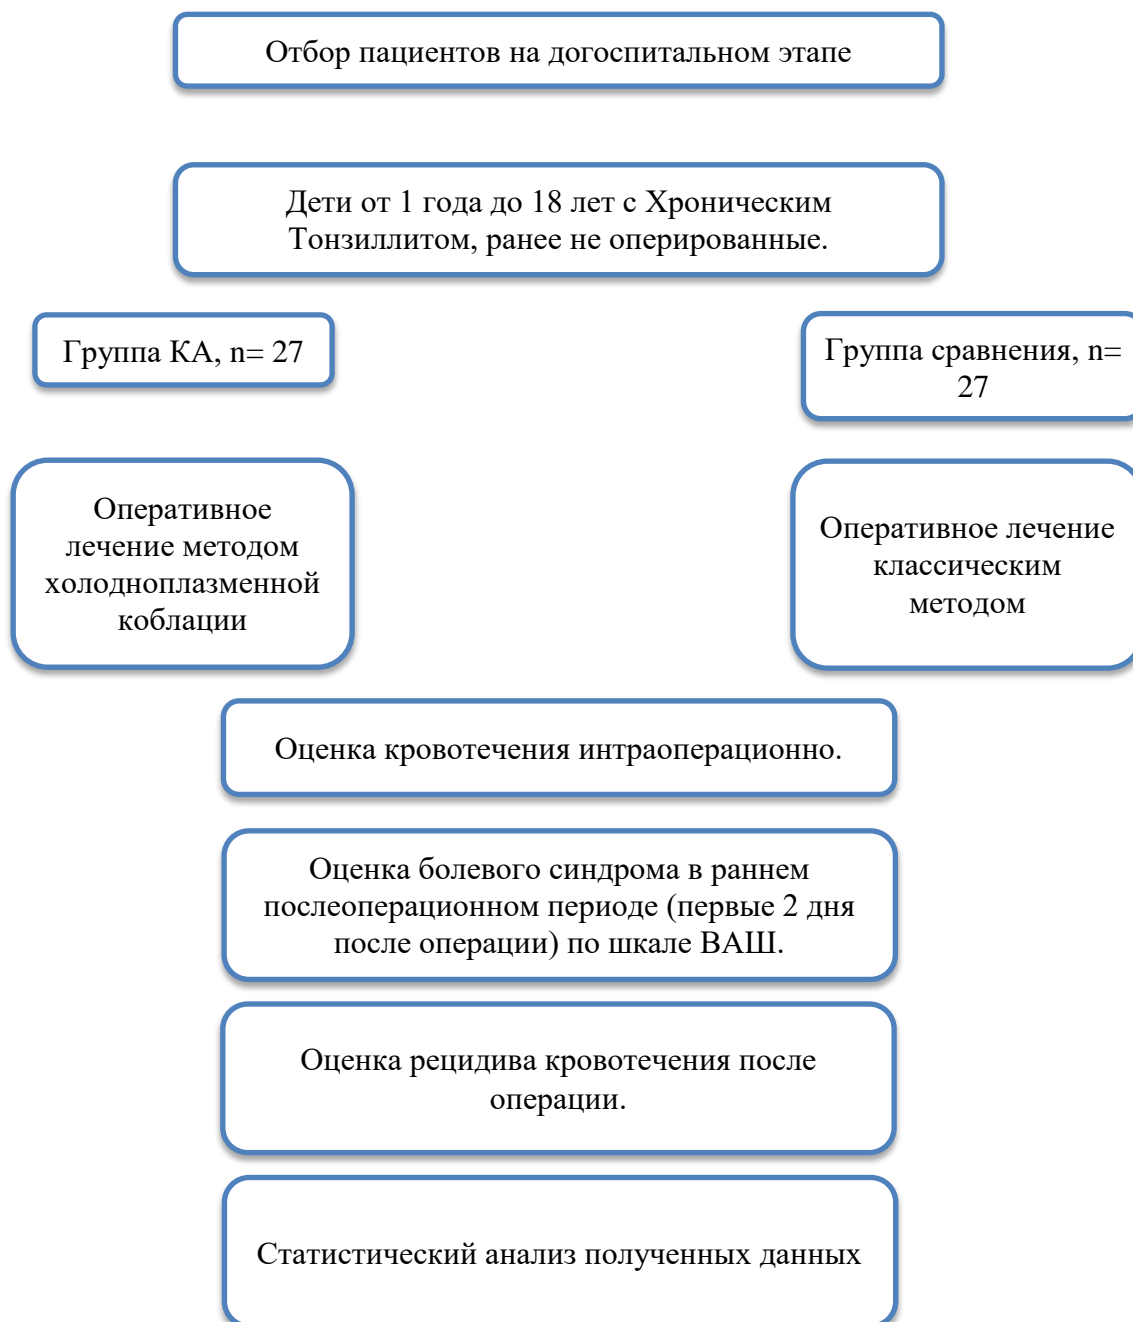 Отбор пациентов на догоспитальном этапе
Дети от 1 года до 18 лет с Хроническим
Тонзиллитом, ранее не оперированные.
Группа КА, n= 27
Группа сравнения, n=
27
Оперативное
лечение методом
холодноплазменной
коблации
Оперативное лечение
классическим
методом
Оценка кровотечения интраоперационно.
Оценка болевого синдрома в раннем
послеоперационном периоде (первые 2 дня
после операции) по шкале ВАШ.
Оценка рецидива кровотечения после
операции.
Статистический анализ полученных данных